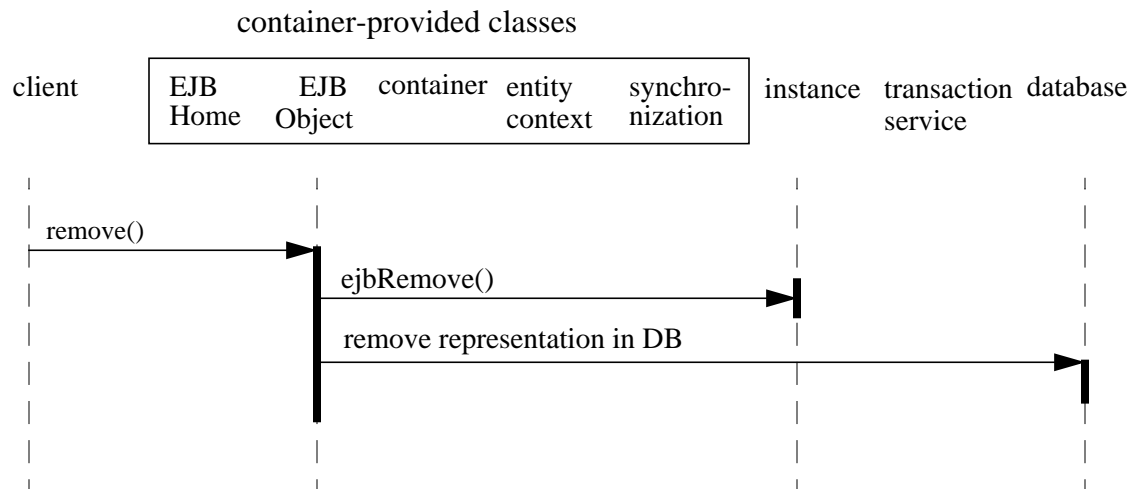 container-provided classes
client
EJB
Home
EJB
Object
container
entity
context
synchro-
nization
instance
transaction
service
database
remove()
ejbRemove()
remove representation in DB